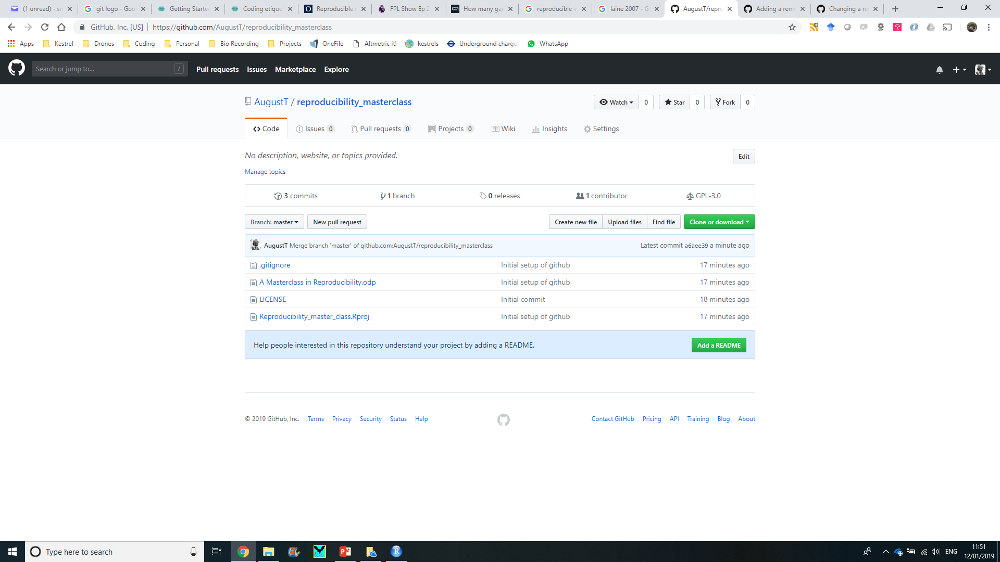 (1 unread) - sn
git logo - Goo
Getting Starte
Coding etique
Reproducible r
FPL Show Ep 2
How many ga
reproducible v
laine 2007 - G
AugustT/repro
Adding a rem
Changing a re
GitHub, Inc. [US] | https://github.com/AugustT/reproducibility_masterclass
Apps Kestrel Drones Coding Personal Bio Recording Projects OneFile Altmetric it! kestrels Underground charge WhatsApp
Search or jump to... / Pull requests Issues Marketplace Explore
AugustT / reproducibility_masterclass Watch 0 Star 0 Fork 0
Code Issues 0 Pull requests 0 Projects 0 Wiki Insights Settings
No description, website, or topics provided. Edit
Manage topics
3 commits 1 branch 0 releases 1 contributor GPL-3.0
Branch: master New pull request Create new file Upload files Find file Clone or download
AugustT Merge branch 'master' of github.com:AugustT/reproducibility_masterclass Latest commit a6aee39 a minute ago
.gitignore Initial setup of github 17 minutes ago
A Masterclass in Reproducibility.odp Initial setup of github 17 minutes ago
LICENSE Initial commit 18 minutes ago
Reproducibility_master_class.Rproj Initial setup of github 17 minutes ago
Help people interested in this repository understand your project by adding a README. Add a README
© 2019 GitHub, Inc. Terms Privacy Security Status Help Contact GitHub Pricing API Training Blog About
Type here to search ENG
11:51
12/01/2019